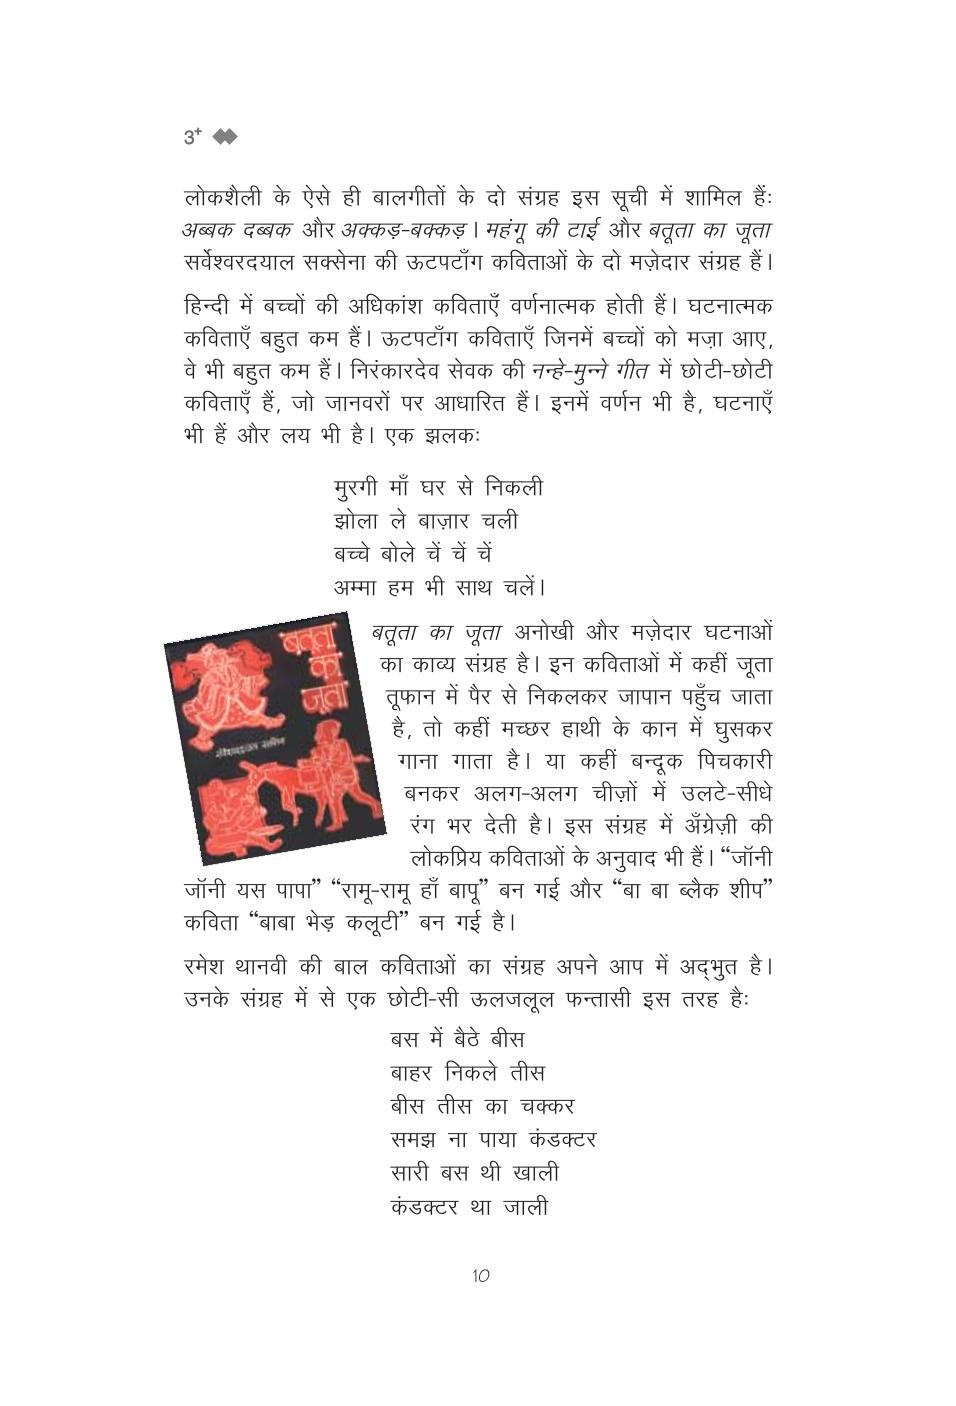 3+
लोकशैली के ऐसे ही बालगीतों के दो संग्रह इस सूची में शामिल हैंः
अब्बक दब्बक और अक्कड़-बक्कड़। महंगू की टाई और बतूता का जूता
सर्वेश्वरदयाल सक्सेना की ऊटपटाँग कविताओं के दो मज़ेदार संग्रह हैं।
हिन्दी में बच्चों की अधिकांश कविताएँ वर्णनात्मक होती हैं। घटनात्मक
कविताएँ बहुत कम हैं। ऊटपटाँग कविताएँ जिनमें बच्चों को मज़ा आए,
वे भी बहुत कम हैं। निरंकारदेव सेवक की नन्हे-मुन्ने गीत में छोटी-छोटी
कविताएँ हैं, जो जानवरों पर आधारित हैं। इनमें वर्णन भी है, घटनाएँ
भी हैं और लय भी है। एक झलकः
मुरगी माँ घर से निकली
झोला ले बाज़ार चली
बच्चे बोले चें चें चें
अम्मा हम भी साथ चलें।
बतूता
का
जूता
बतूता का जूता अनोखी और मज़ेदार घटनाओं
का काव्य संग्रह है। इन कविताओं में कहीं जूता
तूफान में पैर से निकलकर जापान पहुँच जाता
है, तो कहीं मच्छर हाथी के कान में घुसकर
गाना गाता है। या कहीं बन्दूक पिचकारी
बनकर अलग-अलग चीज़ों में उलटे-सीधे
रंग भर देती है। इस संग्रह में अँग्रेज़ी की
लोकप्रिय कविताओं के अनुवाद भी हैं। “जॉनी
जॉनी यस पापा” “रामू-रामू हाँ बापू” बन गई और “बा बा ब्लैक शीप”
कविता “बाबा भेड़ कलूटी” बन गई है।
रमेश थानवी की बाल कविताओं का संग्रह अपने आप में अद्‌भुत है।
उनके संग्रह में से एक छोटी-सी ऊलजलूल फन्तासी इस तरह हैः
बस में बैठे बीस
बाहर निकले तीस
बीस तीस का चक्कर
समझ ना पाया कंडक्टर
सारी बस थी खाली
कंडक्टर था जाली
10